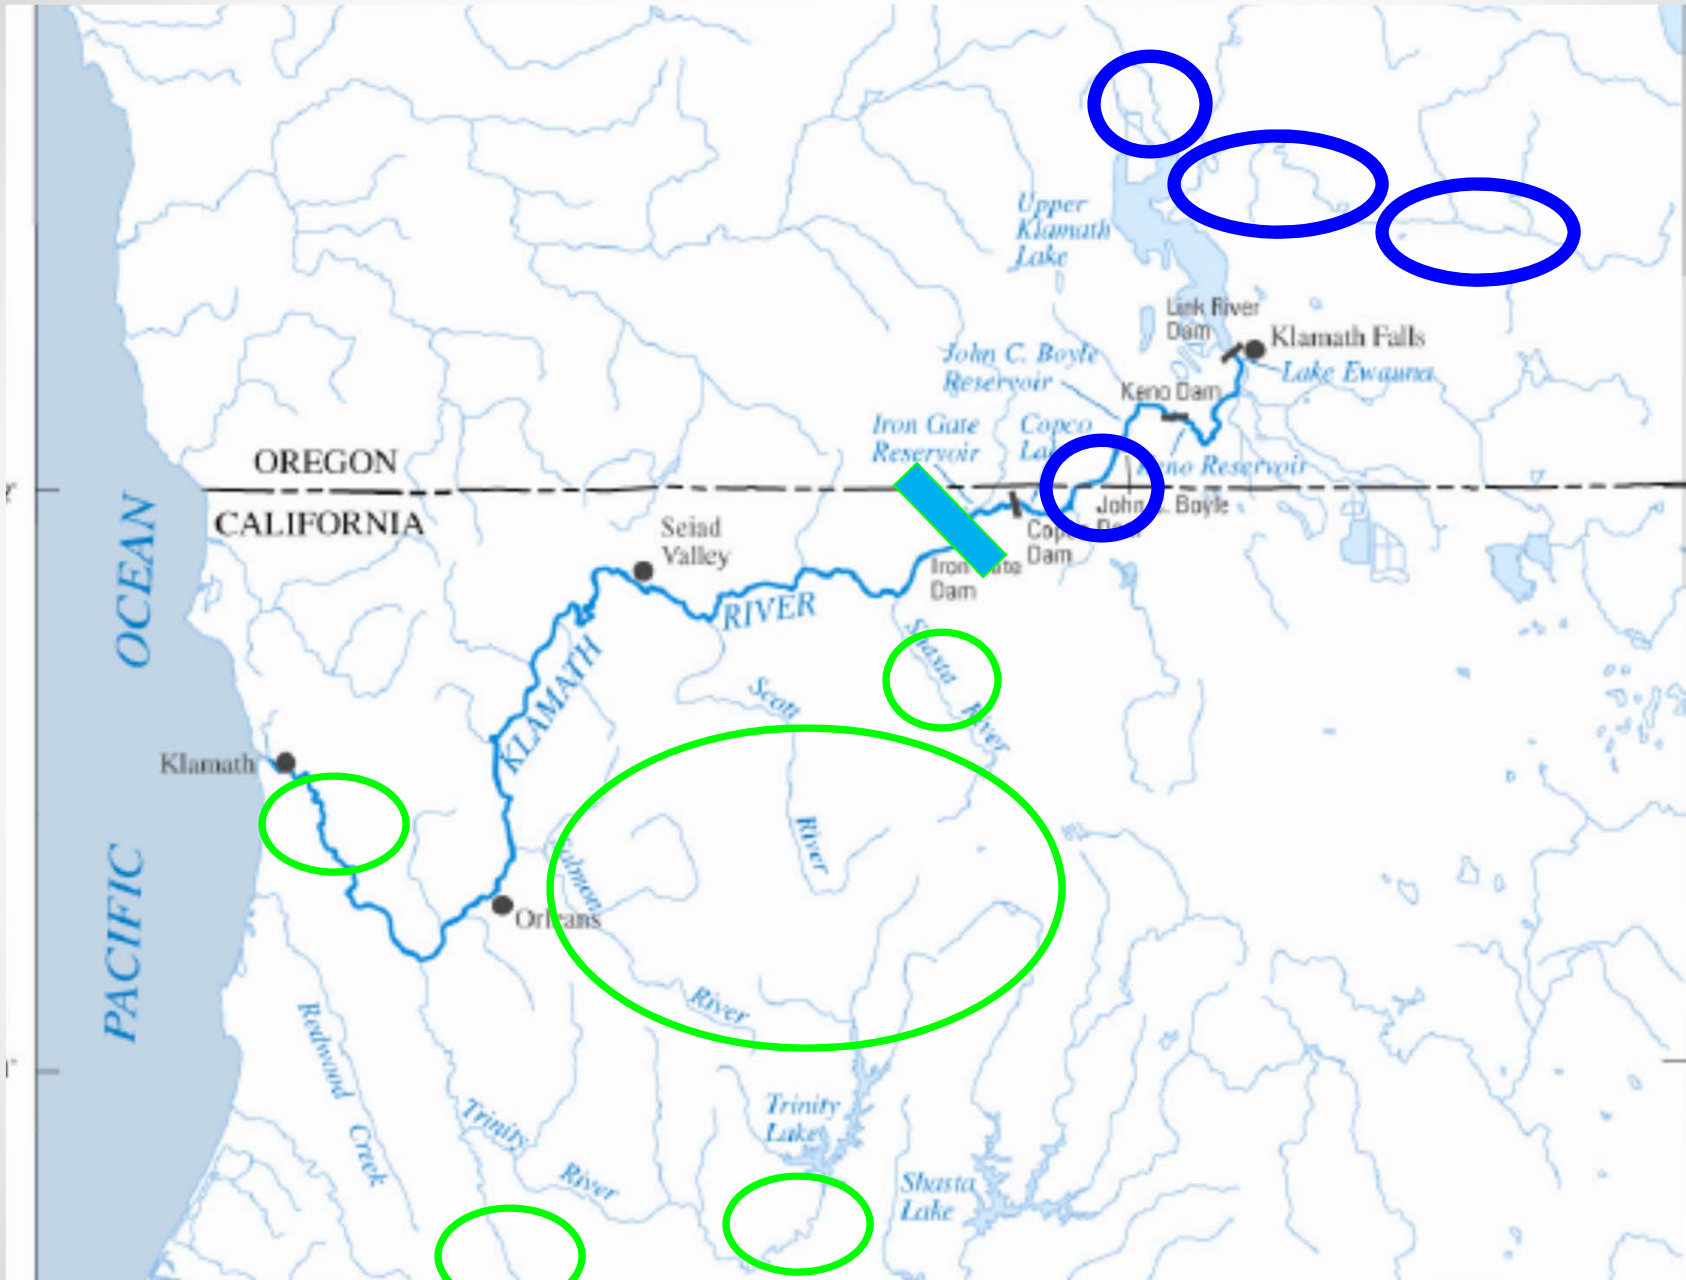 Upper
Klamath
Lake
Link River
Dam
Klamath Falls
John C. Boyle
Reservoir
Lake Ewauna
Keno Dam
Iron Gate
Reservoir
Copco
OREGON
Reservoir
CALIFORNIA
John
Boyle
Seiad
Valley
Dam
Iron
Dam
RIVER
KLAMATH
Shasta
River
Scott
River
OCEAN
PACIFIC
Klamath
Orleans
River
Redwood
Creek
Trinity
River
Trinity
Lake
Shasta
Lake